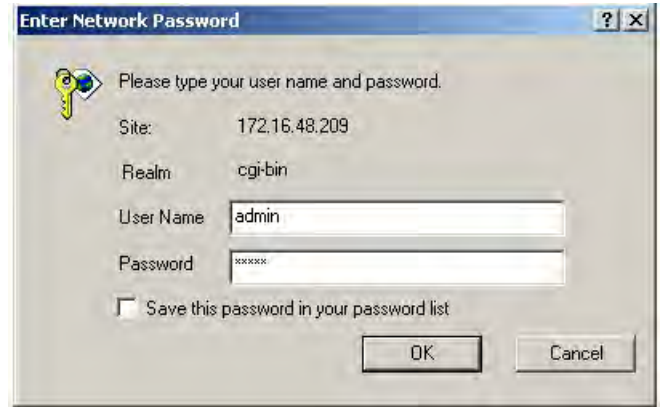 Enter Network Password
Please type your user name and password.
Site: 172.16.48.209
Realm cgi-bin
User Name admin
Password xxxxx
Save this password in your password list
OK Cancel